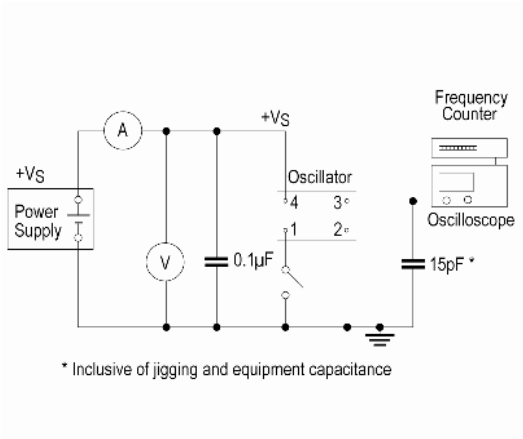 Frequency
Counter
+VS
A
+VS
Oscillator
4 3
Power
Supply
1 2
Oscilloscope
V
0.1µF
15pF *
* Inclusive of jigging and equipment capacitance